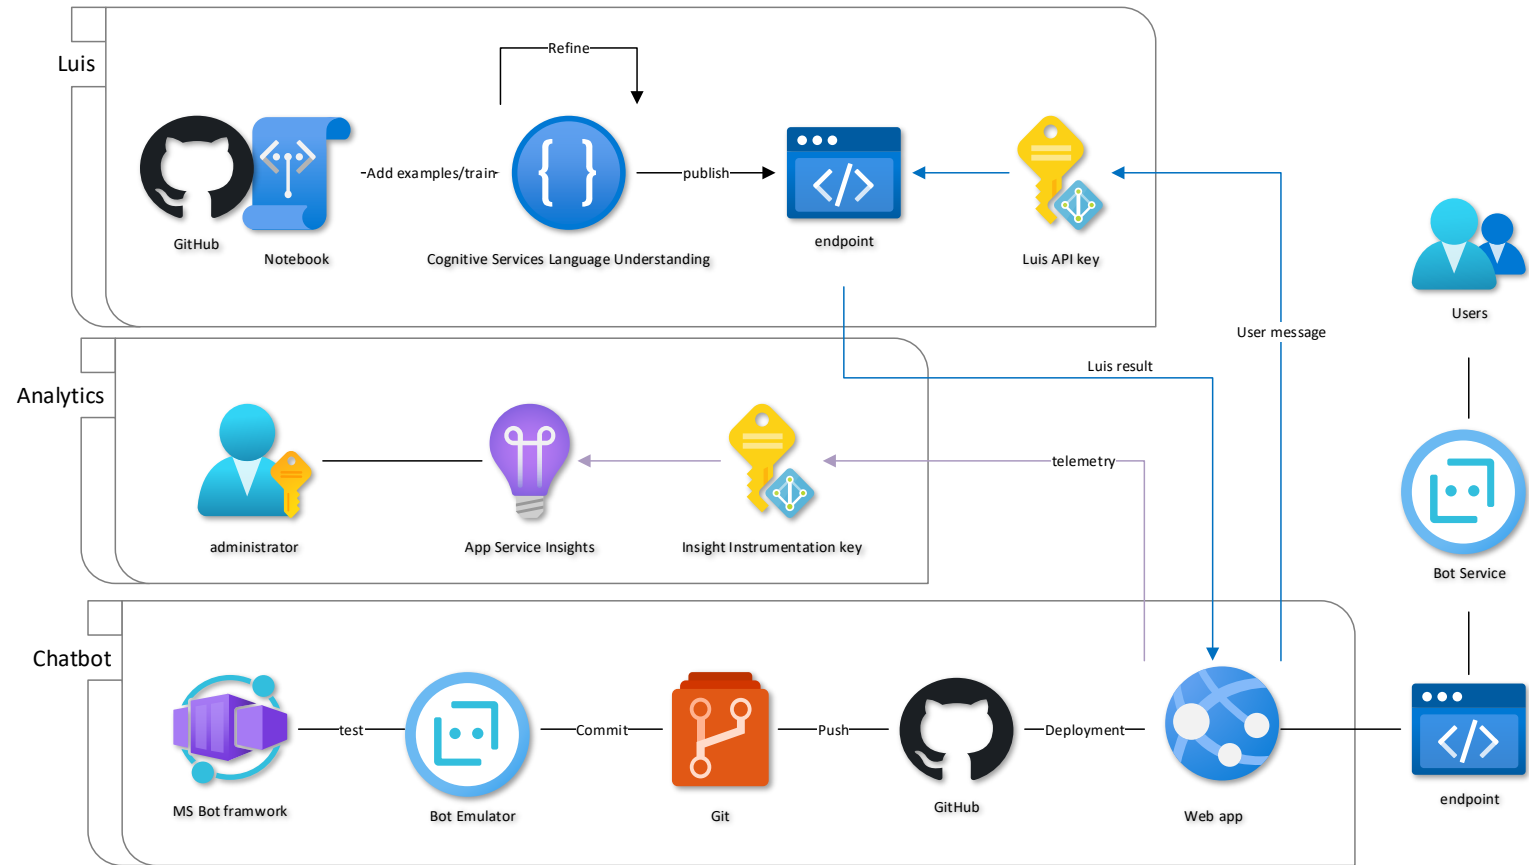 Luis
Refine
Add examples/train
publish
GitHub
Notebook
Cognitive Services Language Understanding
endpoint
Luis API key
Users
User message
Luis result
Analytics
telemetry
administrator
App Service Insights
Insight Instrumentation key
Bot Service
Chatbot
test
Commit
Push
Deployment
MS Bot framwork
Bot Emulator
Git
GitHub
Web app
endpoint